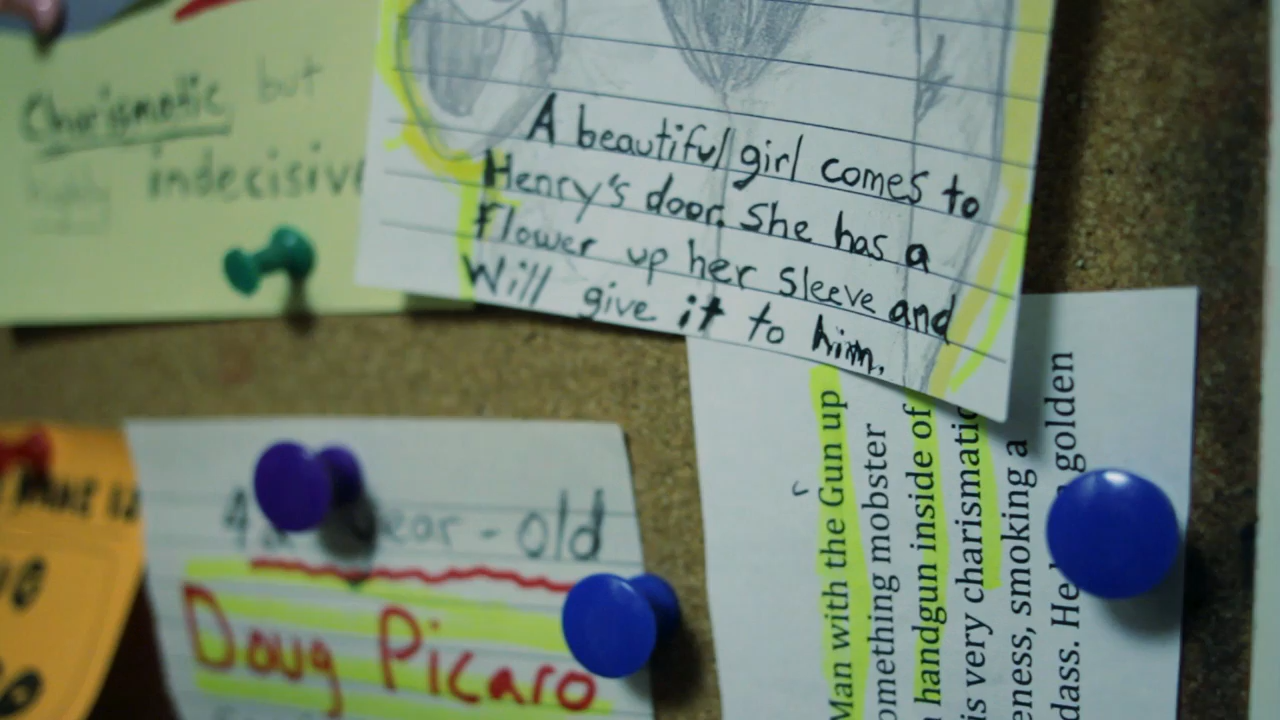 Charismatic but
indecisive
A beautiful girl comes to
Henry's door. She has a
Flower up her sleeve and
Will give it to him.
year-old
Doug Picaro
Man with the Gun up
omething mobster
handgun inside of
is very charismatic
eness, smoking a
dass. He golden